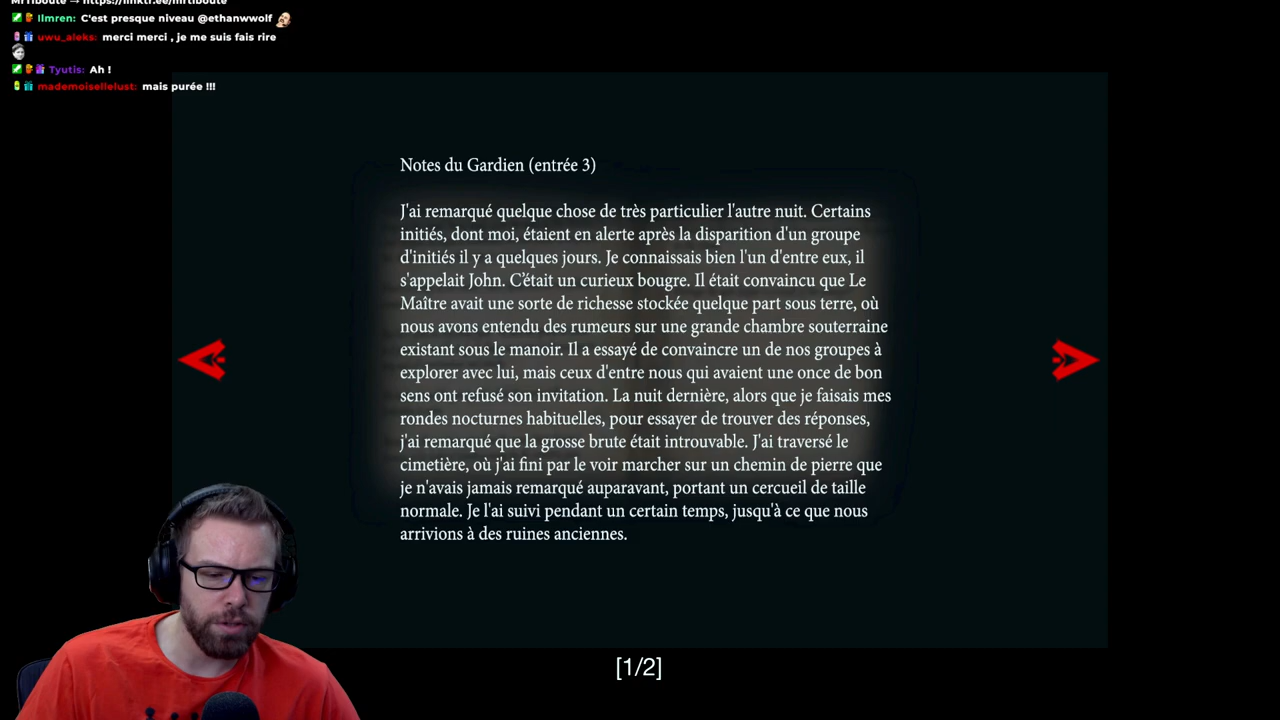 MrTiboute → https://linktr.ee/mrtiboute
Ilmren: C'est presque niveau @ethanwwolf
uwu_aleks: merci merci , je me suis fais rire
Tyutis: Ah !
mademoisellelust: mais purée !!!
Notes du Gardien (entrée 3)
J'ai remarqué quelque chose de très particulier l'autre nuit. Certains
initiés, dont moi, étaient en alerte après la disparition d'un groupe
d'initiés il y a quelques jours. Je connaissais bien l'un d'entre eux, il
s'appelait John. C'était un curieux bougre. Il était convaincu que Le
Maître avait une sorte de richesse stockée quelque part sous terre, où
nous avons entendu des rumeurs sur une grande chambre souterraine
existant sous le manoir. Il a essayé de convaincre un de nos groupes à
explorer avec lui, mais ceux d'entre nous qui avaient une once de bon
sens ont refusé son invitation. La nuit dernière, alors que je faisais mes
rondes nocturnes habituelles, pour essayer de trouver des réponses,
j'ai remarqué que la grosse brute était introuvable. J'ai traversé le
cimetière, où j'ai fini par le voir marcher sur un chemin de pierre que
je n'avais jamais remarqué auparavant, portant un cercueil de taille
normale. Je l'ai suivi pendant un certain temps, jusqu'à ce que nous
arrivions à des ruines anciennes.
[1/2]